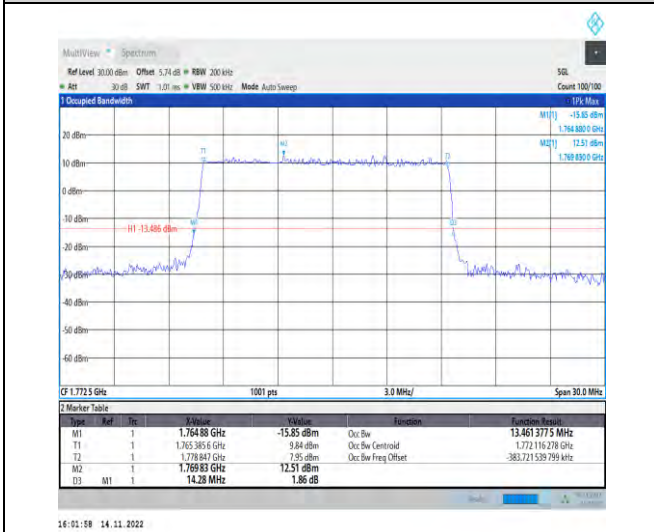 MultiView Spectrum
Ref Level 30.00 dBm Offset 5.74 dB RBW 200 kHz SGL
Att 30 dB SWT 1.01 ms VBW 500 kHz Mode Auto Sweep Count 100/100
1 Occupied Bandwidth 1Pk Max
M1[1] -15.85 dBm
1.764 880 0 GHz
M2[1] 12.51 dBm
1.769 830 0 GHz
20 dBm
M2
T1
10 dBm
0 dBm
-10 dBm
M1
D3
H1 -13.486 dBm
-20 dBm
-30 dBm
-40 dBm
-50 dBm
-60 dBm
CF 1.772 5 GHz 1001 pts 3.0 MHz/ Span 30.0 MHz
2 Marker Table
Type Ref Trc X-Value Y-Value Function Function Result
M1 1 1.764 88 GHz -15.85 dBm Occ Bw 13.461 377 5 MHz
T1 1 1.765 385 6 GHz 9.84 dBm Occ Bw Centroid 1.772 116 278 GHz
T2 1 1.778 847 GHz 7.95 dBm Occ Bw Freq Offset -383.721 539 799 kHz
M2 1 1.769 83 GHz 12.51 dBm
D3 M1 1 14.28 MHz 1.86 dB
16:01:58 14.11.2022